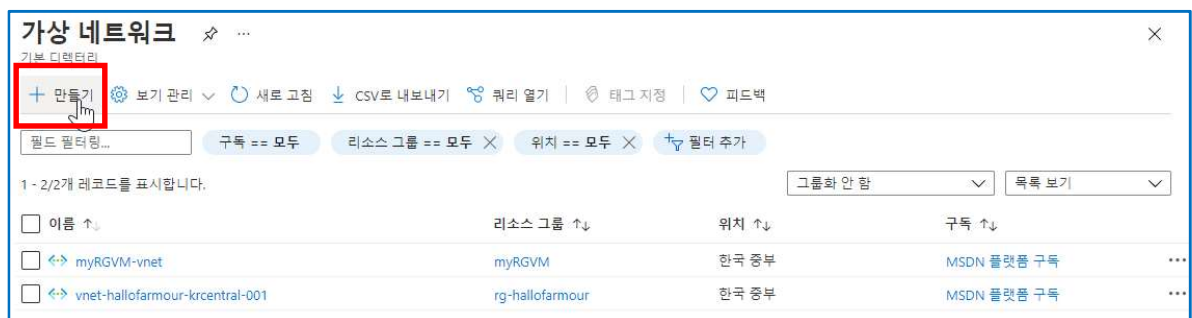 가상 네트워크
기본 디렉터리
만들기 보기 관리 새로 고침 CSV로 내보내기 쿼리 열기 태그 지정 피드백
필드 필터링... 구독 == 모두 리소스 그룹 == 모두 위치 == 모두 필터 추가
1 - 2/2개 레코드를 표시합니다. 그룹화 안 함 목록 보기
이름 리소스 그룹 위치 구독
myRGVM-vnet myRGVM 한국 중부 MSDN 플랫폼 구독
vnet-hallofarmour-krcentral-001 rg-hallofarmour 한국 중부 MSDN 플랫폼 구독